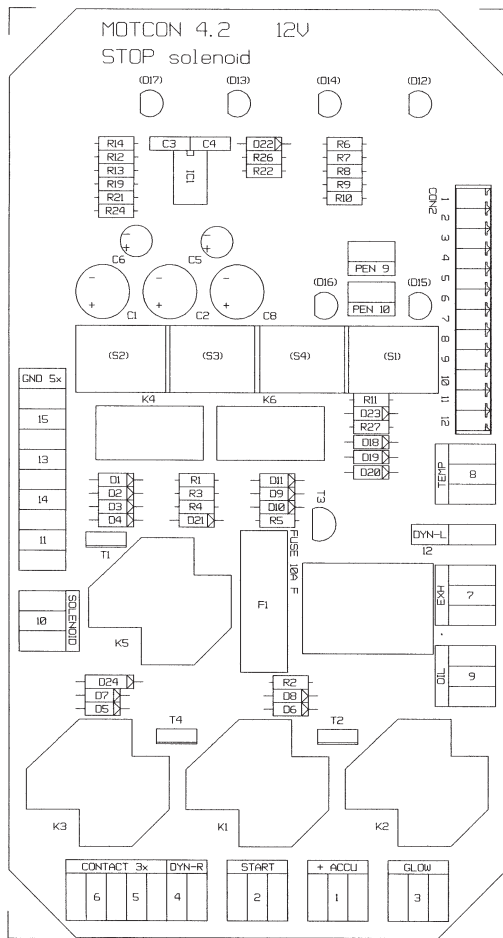 MOTCON 4.2 12V
STOP solenoid
(D17) (D13) (D14) (D12)
R14 C3 C4 D22 R6
R12 R26 R7
R13 IC1 R22 R8
R19 R9
R21 R10
R24
CON2
1
2
3
4
5
6
7
8
9
10
11
12
C6 C5
PEN 9
(D16) (D15)
PEN 10
- - -
+ + +
C1 C2 C8
(S2) (S3) (S4) (S1)
GND 5x
K4 K6
R11
15
D23
R27
D18
13
D19
D20
TEMP 8
D1 R1 D11
D2 R3 D9
14
D3 R4 D10
D4 D21 R5
T3
11
T1
DYN-L
12
FUSE 10A F
F1
EXH 7
10 SOLENOID
K5
OIL 9
D24 R2
D7 D8
D5 D6
T4 T2
K3 K1 K2
CONTACT 3x DYN-R START + ACCU GLOW
6 5 4 2 1 3